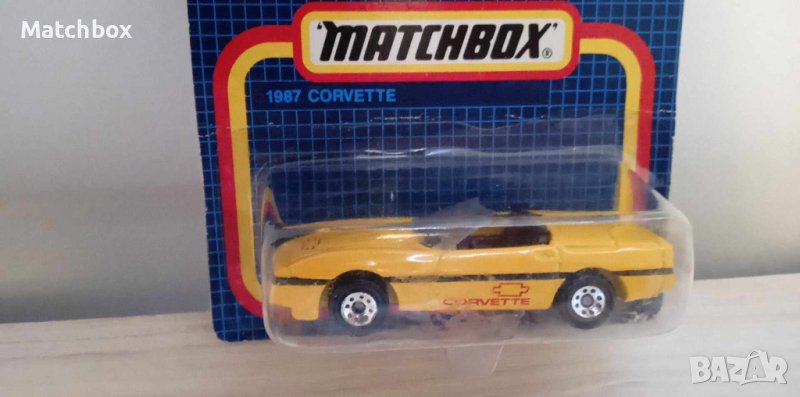 Matchbox
'MATCHBOX'®
1987 CORVETTE
CORVETTE
BAZAR